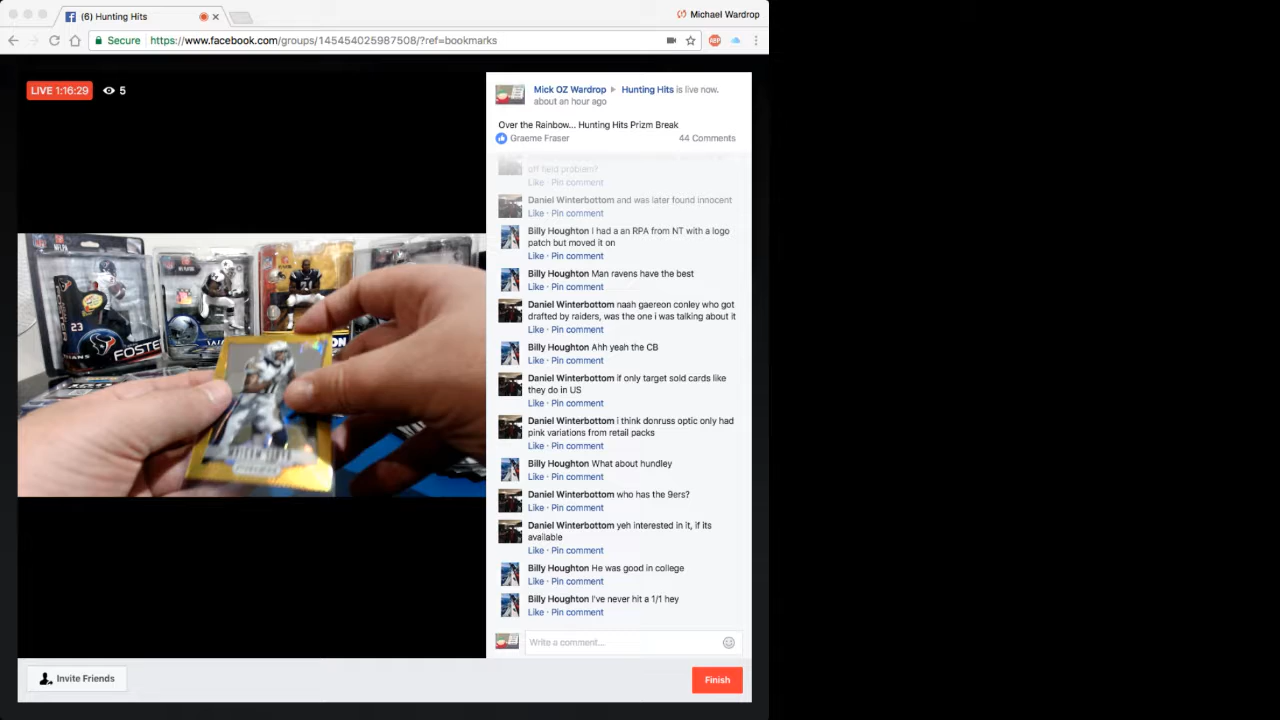 (6) Hunting Hits
Michael Wardrop
Secure https://www.facebook.com/groups/145454025987508/?ref=bookmarks
ABP
LIVE 1:16:29 5
Mick OZ Wardrop Hunting Hits is live now.
about an hour ago
Over the Rainbow... Hunting Hits Prizm Break
Graeme Fraser 44 Comments
off field problem?
Like · Pin comment
Daniel Winterbottom and was later found innocent
Like · Pin comment
Billy Houghton I had a an RPA from NT with a logo
patch but moved it on
Like · Pin comment
Billy Houghton Man ravens have the best
Like · Pin comment
Daniel Winterbottom naah gaereon conley who got
drafted by raiders, was the one i was talking about it
Like · Pin comment
Billy Houghton Ahh yeah the CB
Like · Pin comment
Daniel Winterbottom if only target sold cards like
they do in US
Like · Pin comment
Daniel Winterbottom i think donruss optic only had
pink variations from retail packs
Like · Pin comment
Billy Houghton What about hundley
Like · Pin comment
Daniel Winterbottom who has the 9ers?
Like · Pin comment
Daniel Winterbottom yeh interested in it, if its
available
Like · Pin comment
Billy Houghton He was good in college
Like · Pin comment
Billy Houghton I've never hit a 1/1 hey
Like · Pin comment
Write a comment...
Invite Friends
Finish
23
FOSTE